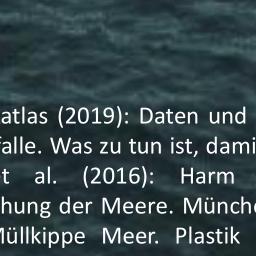 atlas (2019): Daten und
falle. Was zu tun ist, dami
t al. (2016): Harm
hung der Meere. Münche
Müllkippe Meer. Plastik